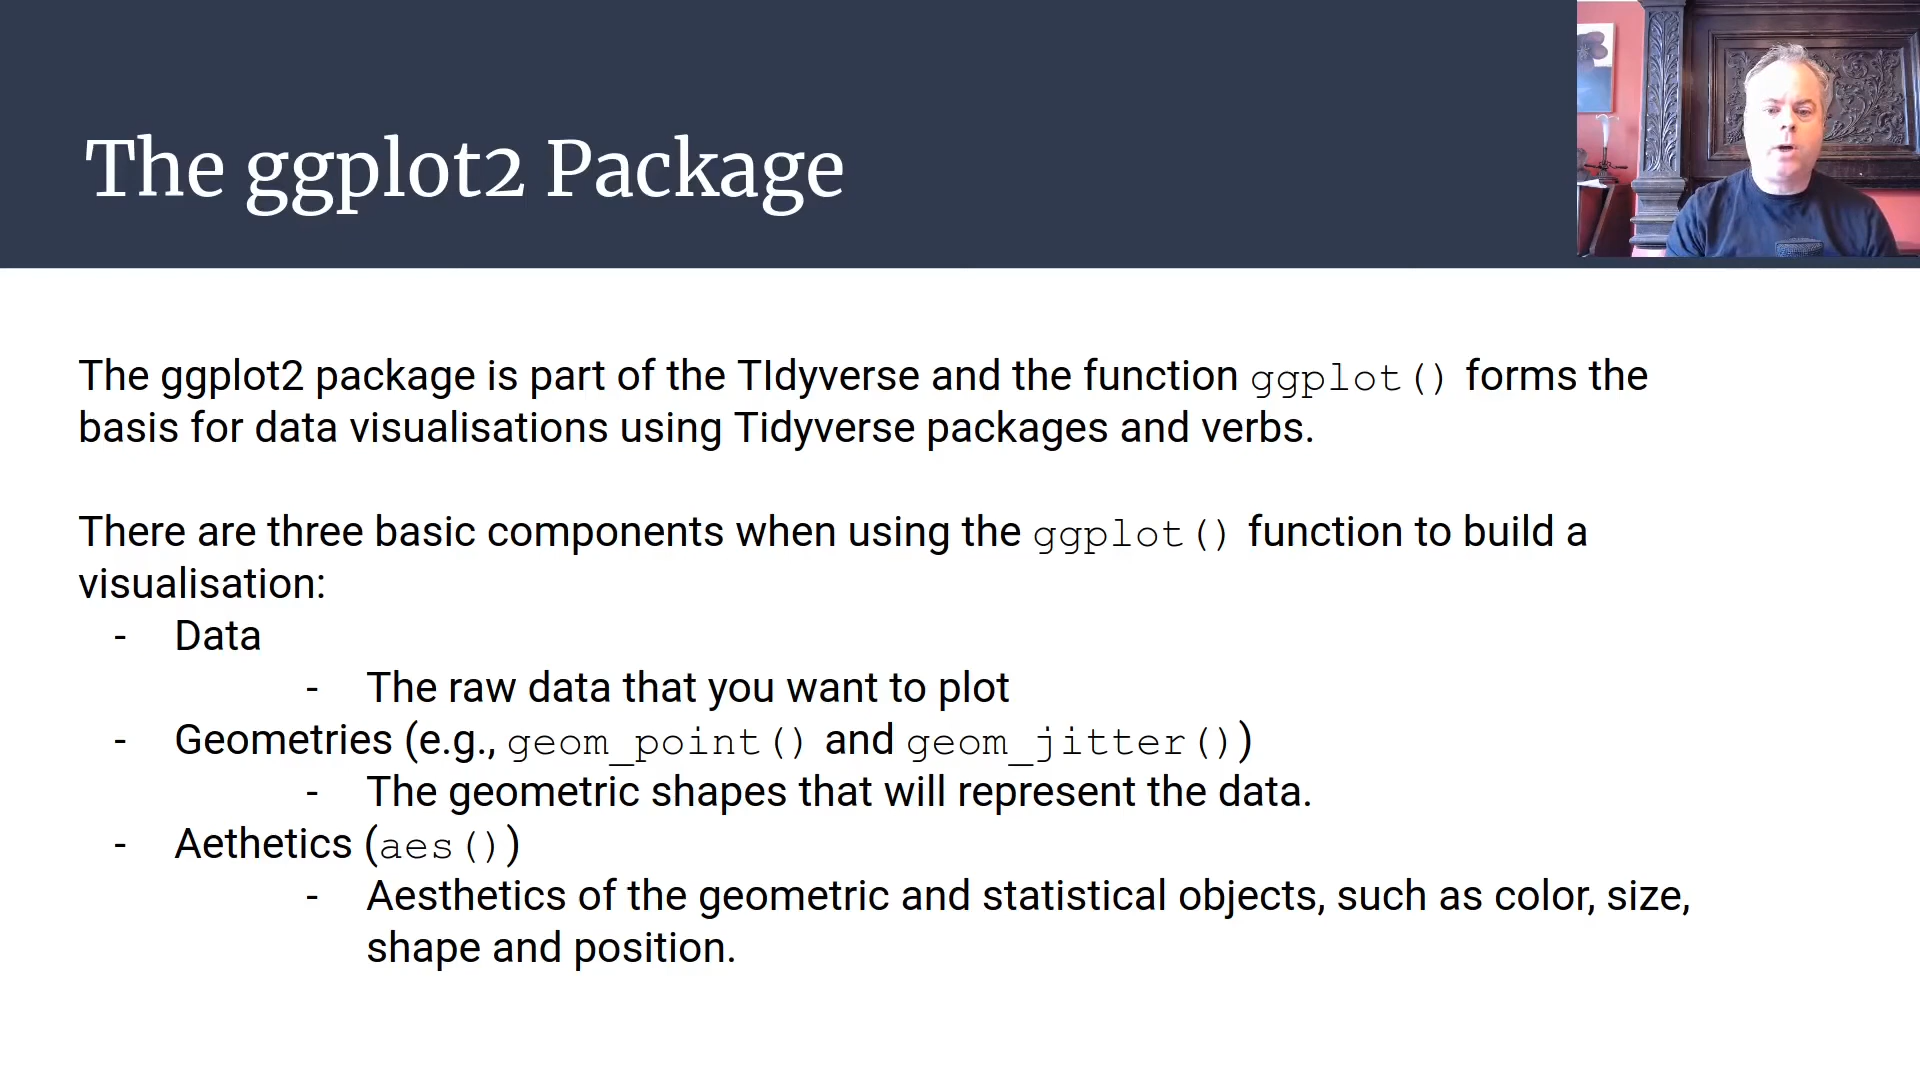 The ggplot2 Package
The ggplot2 package is part of the TIdyverse and the function ggplot() forms the
basis for data visualisations using Tidyverse packages and verbs.
There are three basic components when using the ggplot() function to build a
visualisation:
- Data
- The raw data that you want to plot
- Geometries (e.g., geom_point() and geom_jitter())
- The geometric shapes that will represent the data.
- Aethetics (aes())
- Aesthetics of the geometric and statistical objects, such as color, size,
shape and position.